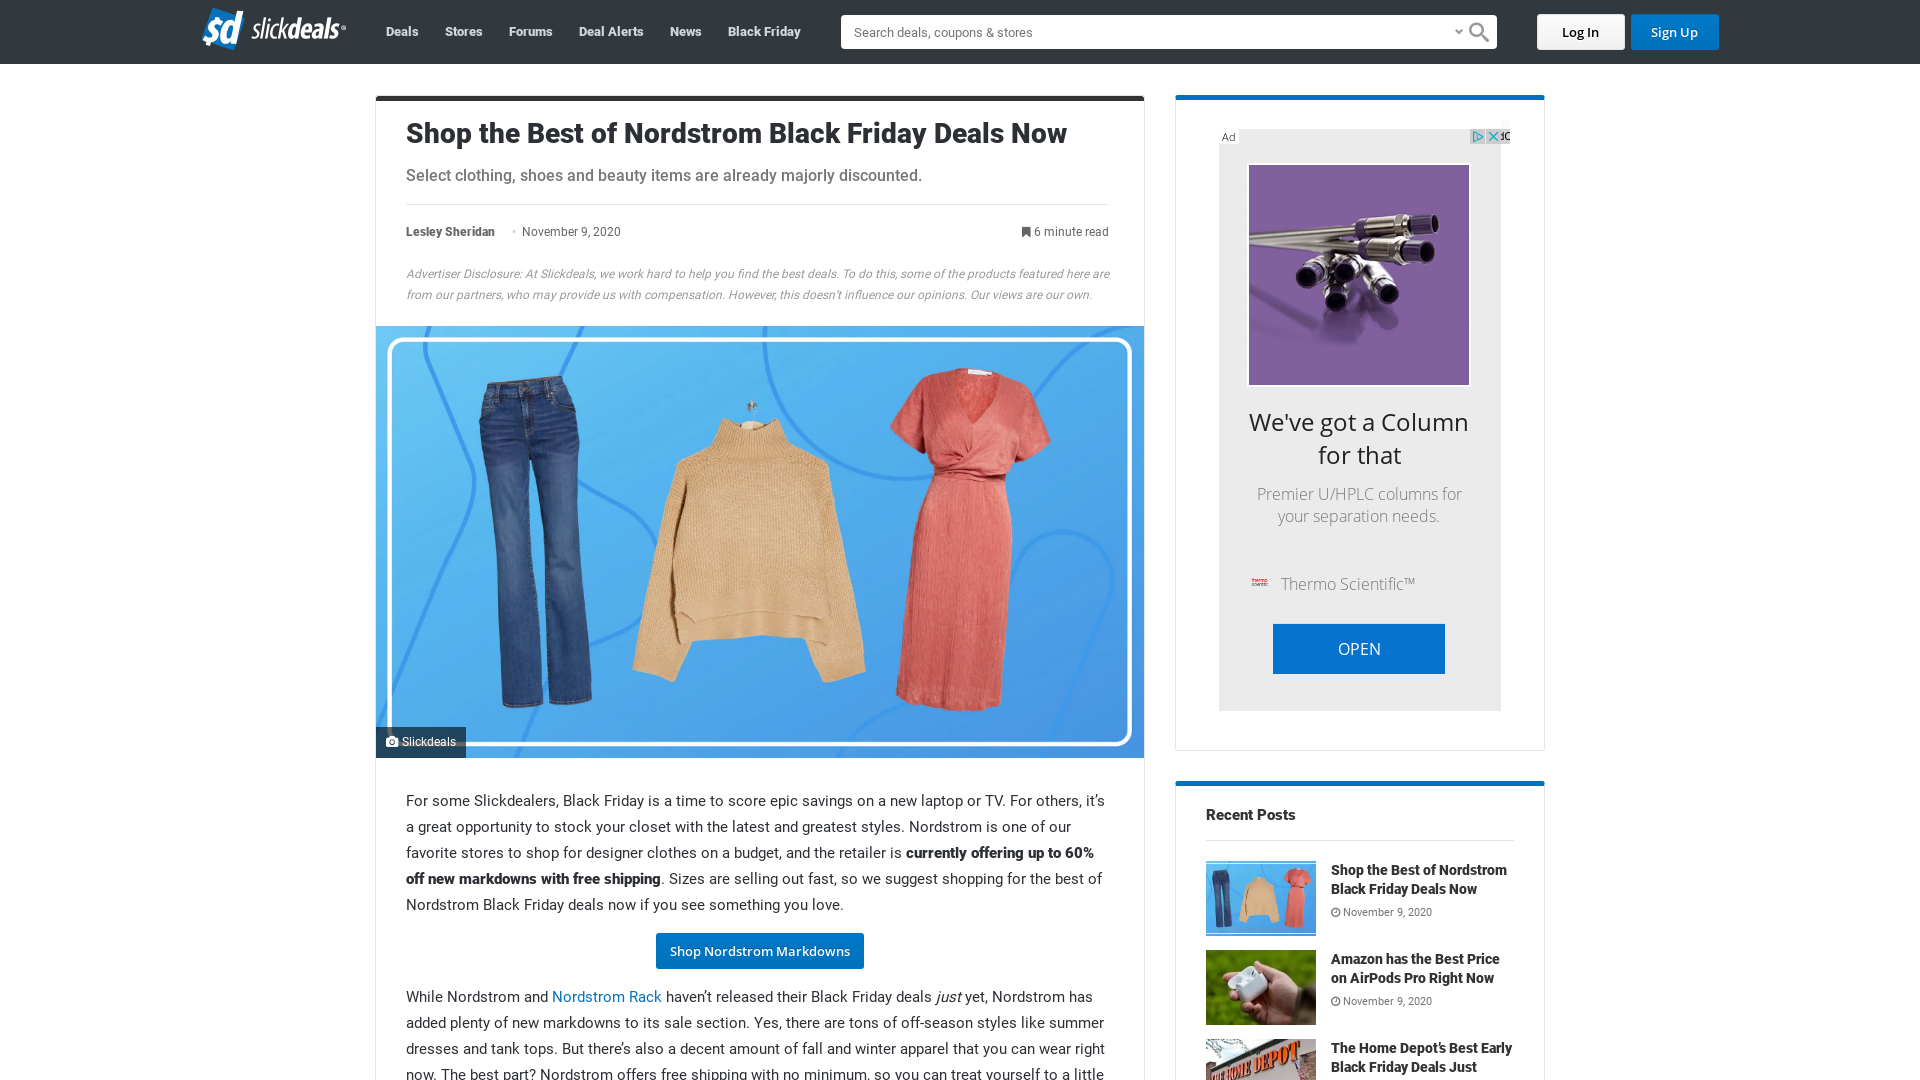 sd slickdeals
Deals
Stores
Forums
Deal Alerts
News
Black Friday
Search deals, coupons & stores
Log In
Sign Up
Shop the Best of Nordstrom Black Friday Deals Now
Select clothing, shoes and beauty items are already majorly discounted.
Lesley Sheridan • November 9, 2020
6 minute read
Advertiser Disclosure: At Slickdeals, we work hard to help you find the best deals. To do this, some of the products featured here are
from our partners, who may provide us with compensation. However, this doesn’t influence our opinions. Our views are our own.
Slickdeals
For some Slickdealers, Black Friday is a time to score epic savings on a new laptop or TV. For others, it’s
a great opportunity to stock your closet with the latest and greatest styles. Nordstrom is one of our
favorite stores to shop for designer clothes on a budget, and the retailer is currently offering up to 60%
off new markdowns with free shipping. Sizes are selling out fast, so we suggest shopping for the best of
Nordstrom Black Friday deals now if you see something you love.
Shop Nordstrom Markdowns
While Nordstrom and Nordstrom Rack haven’t released their Black Friday deals just yet, Nordstrom has
added plenty of new markdowns to its sale section. Yes, there are tons of off-season styles like summer
dresses and tank tops. But there’s also a decent amount of fall and winter apparel that you can wear right
now. The best part? Nordstrom offers free shipping with no minimum, so you can treat yourself to a little
Ad
We've got a Column
for that
Premier U/HPLC columns for
your separation needs.
thermo
scientific
Thermo Scientific™
OPEN
Recent Posts
Shop the Best of Nordstrom
Black Friday Deals Now
November 9, 2020
Amazon has the Best Price
on AirPods Pro Right Now
November 9, 2020
THE HOME DEPOT
The Home Depot’s Best Early
Black Friday Deals Just